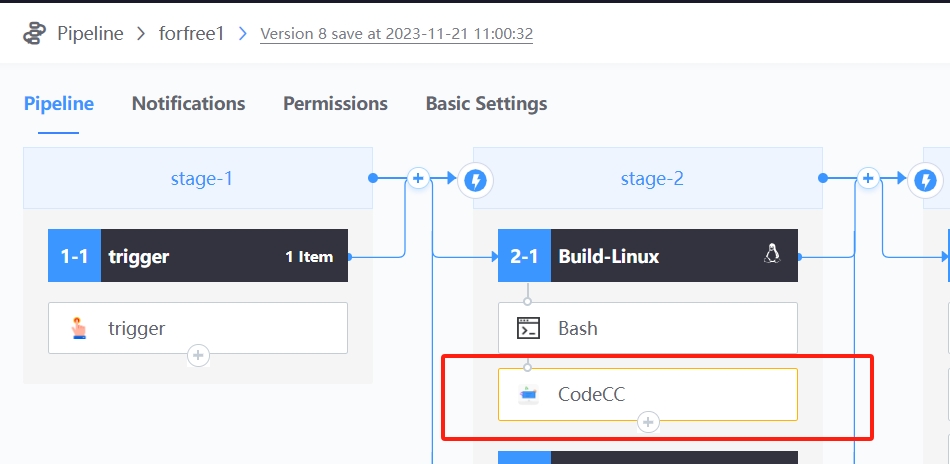 Pipeline > forfree1 > Version 8 save at 2023-11-21 11:00:32
Pipeline Notifications Permissions Basic Settings
stage-1 stage-2
1-1 trigger 1 Item
2-1 Build-Linux
trigger
Bash
CodeCC